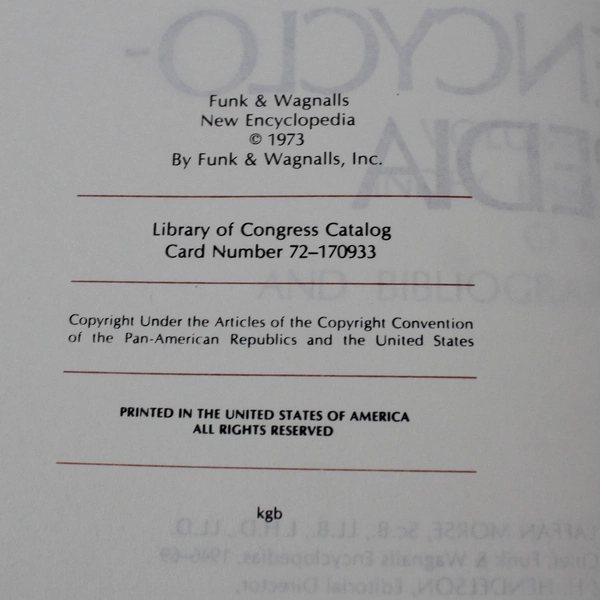 Funk & Wagnalls
New Encyclopedia
© 1973
By Funk & Wagnalls, Inc.
Library of Congress Catalog
Card Number 72–170933
Copyright Under the Articles of the Copyright Convention
of the Pan-American Republics and the United States
PRINTED IN THE UNITED STATES OF AMERICA
ALL RIGHTS RESERVED
kgb